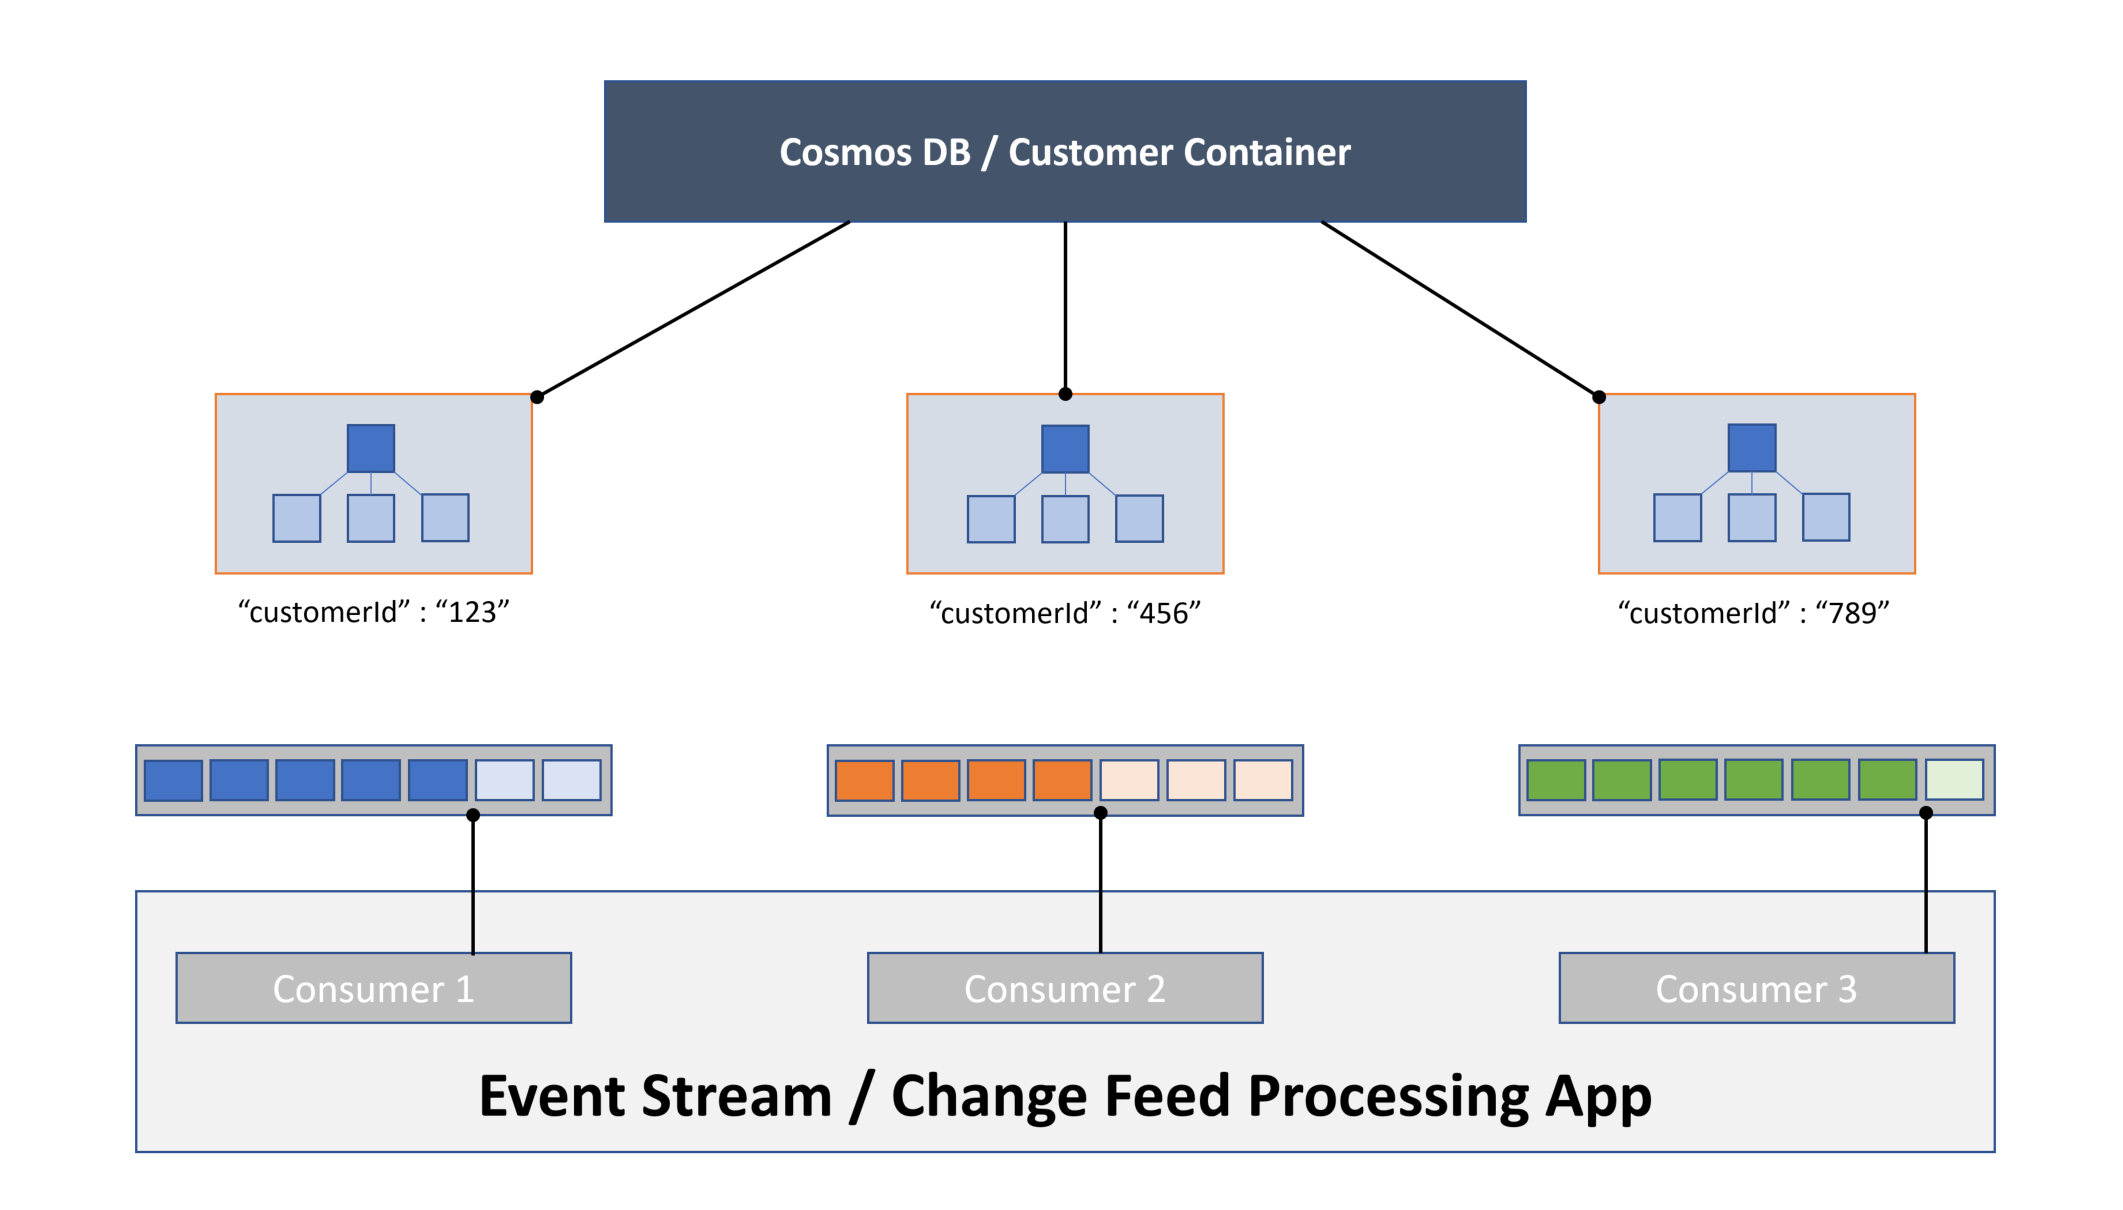 Cosmos DB / Customer Container
“customerId” : “123”
“customerId” : “456”
“customerId” : “789”
Consumer 1
Consumer 2
Consumer 3
Event Stream / Change Feed Processing App